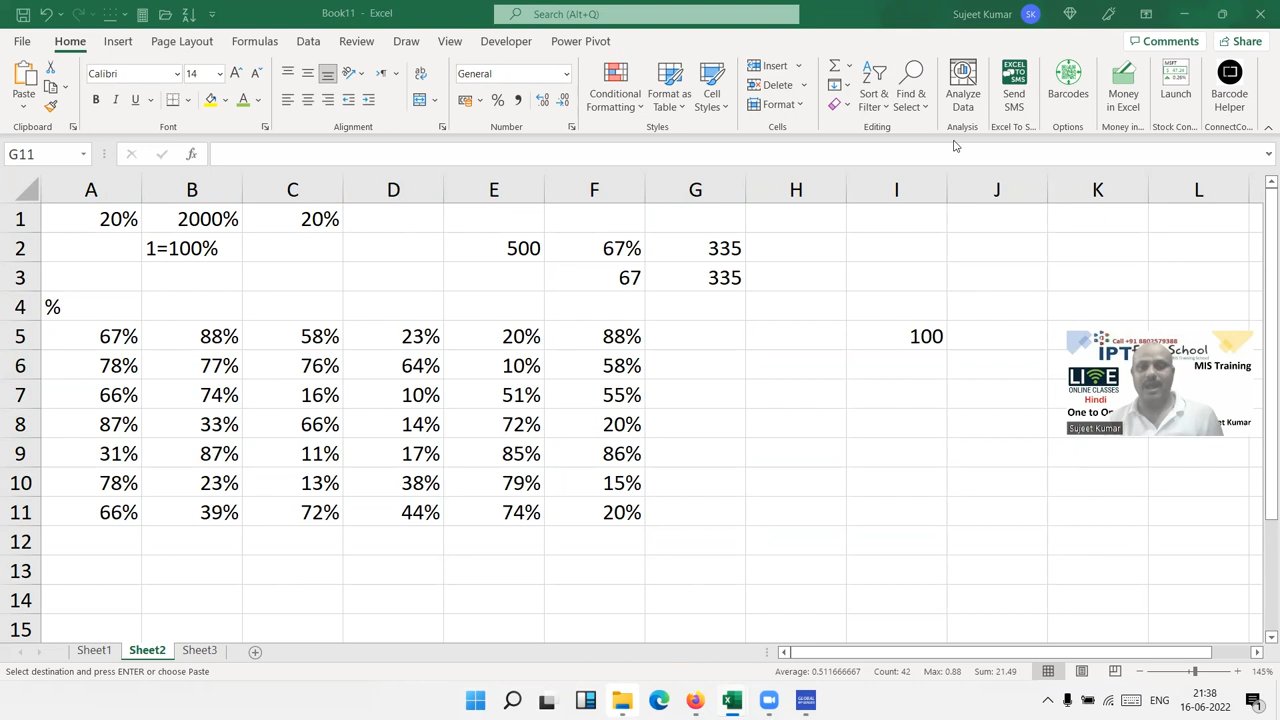 Book11 - Excel
Search (Alt+Q)
Sujeet Kumar
SK
File Home Insert Page Layout Formulas Data Review View Draw Developer Power Pivot
Comments
Share
Paste
Calibri
14
General
Conditional Formatting
Format as Table
Cell Styles
Insert
Delete
Format
Sort & Filter
Find & Select
Analyze Data
Send SMS
Barcodes
Money in Excel
Launch
Barcode Helper
Clipboard
Font
Alignment
Number
Styles
Cells
Editing
Analysis
Excel To S...
Options
Money in...
Stock Con...
ConnectCo...
G11
A B C D E F G H I J K L
1 20% 2000% 20%
2 1=100% 500 67% 335
3 67 335
4 %
5 67% 88% 58% 23% 20% 88% 100
6 78% 77% 76% 64% 10% 58%
7 66% 74% 16% 10% 51% 55%
8 87% 33% 66% 14% 72% 20%
9 31% 87% 11% 17% 85% 86%
10 78% 23% 13% 38% 79% 15%
11 66% 39% 72% 44% 74% 20%
12
13
14
15
Call +91 8802579388
MIS Training
LIVE
ONLINE CLASSES
Hindi
One to On
Sujeet Kumar
Sheet1 Sheet2 Sheet3
Select destination and press ENTER or choose Paste
Average: 0.511666667 Count: 42 Max: 0.88 Sum: 21.49
145%
ENG
21:38
16-06-2022